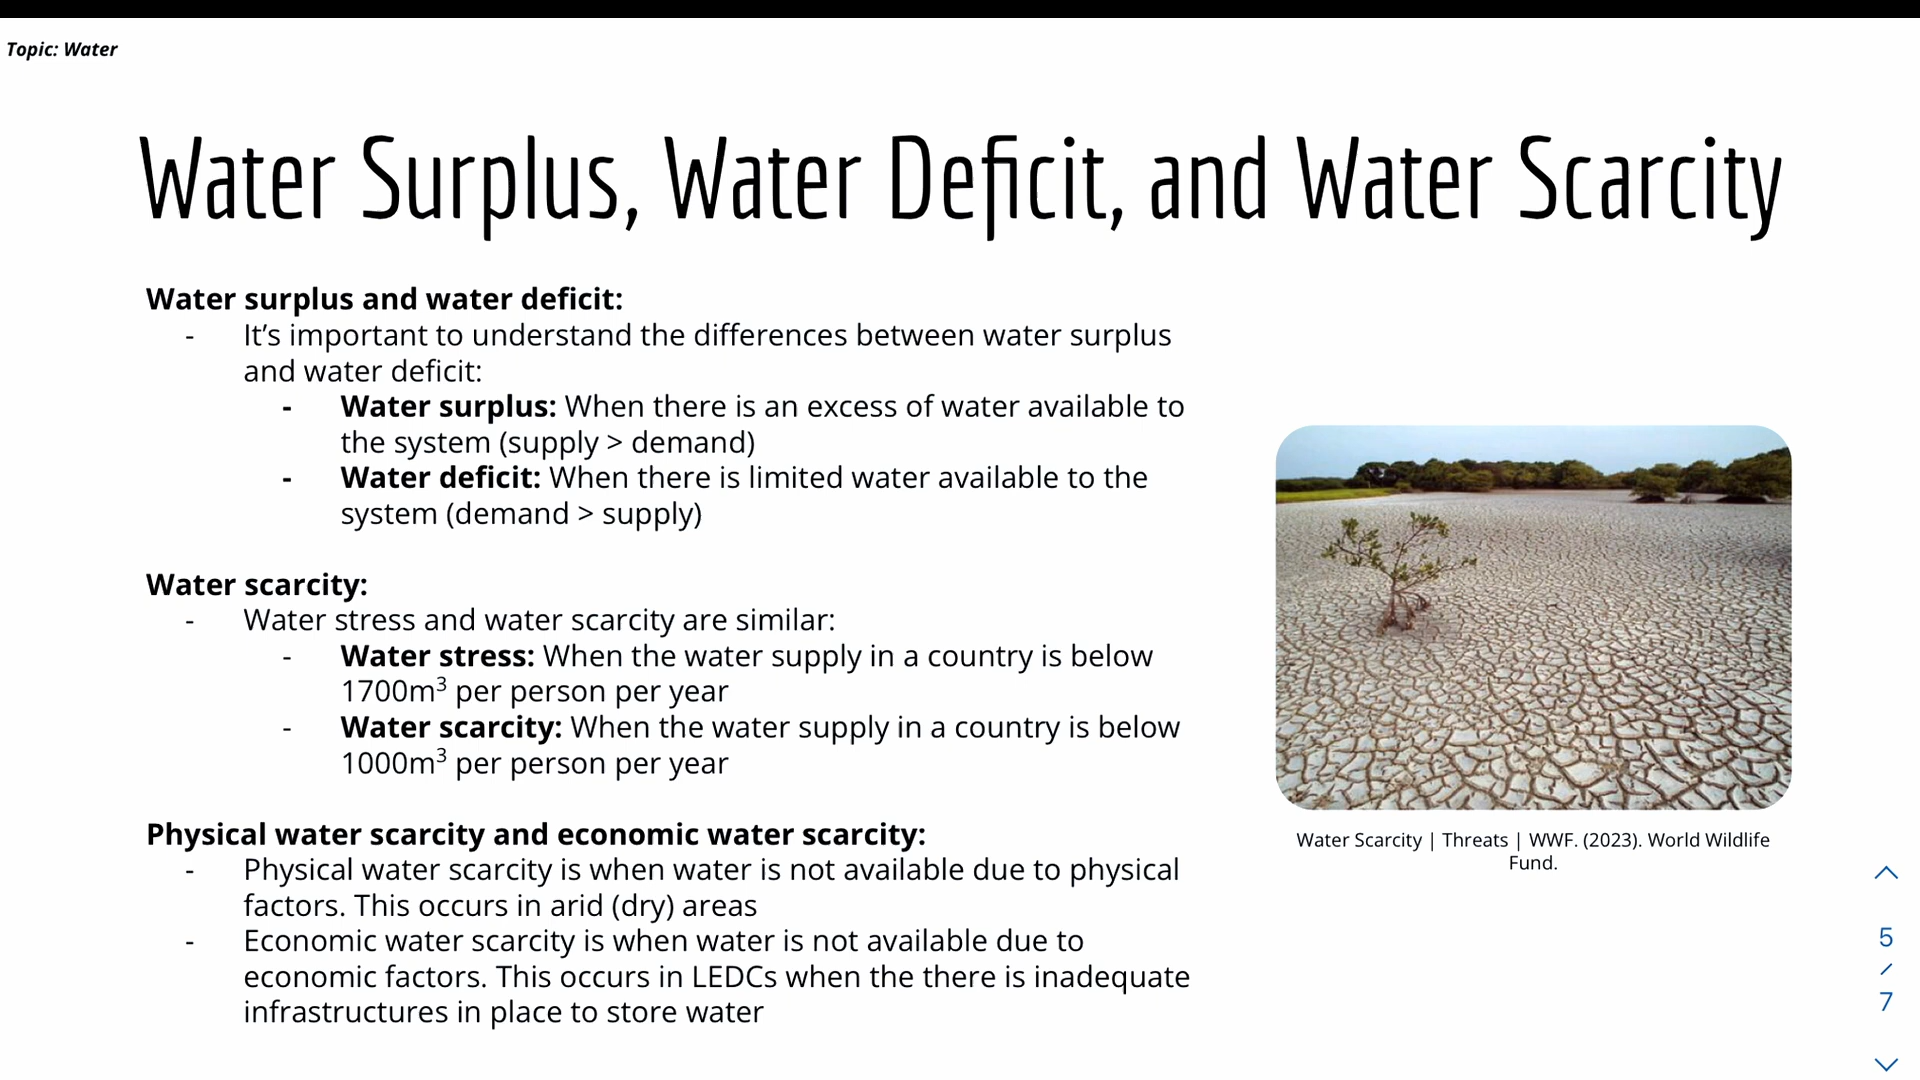 Topic: Water
Water Surplus, Water Deficit, and Water Scarcity
Water surplus and water deficit:
- It’s important to understand the differences between water surplus
and water deficit:
- Water surplus: When there is an excess of water available to
the system (supply > demand)
- Water deficit: When there is limited water available to the
system (demand > supply)
Water scarcity:
- Water stress and water scarcity are similar:
- Water stress: When the water supply in a country is below
1700m³ per person per year
- Water scarcity: When the water supply in a country is below
1000m³ per person per year
Physical water scarcity and economic water scarcity:
- Physical water scarcity is when water is not available due to physical
factors. This occurs in arid (dry) areas
- Economic water scarcity is when water is not available due to
economic factors. This occurs in LEDCs when the there is inadequate
infrastructures in place to store water
Water Scarcity | Threats | WWF. (2023). World Wildlife
Fund.
5
/
7